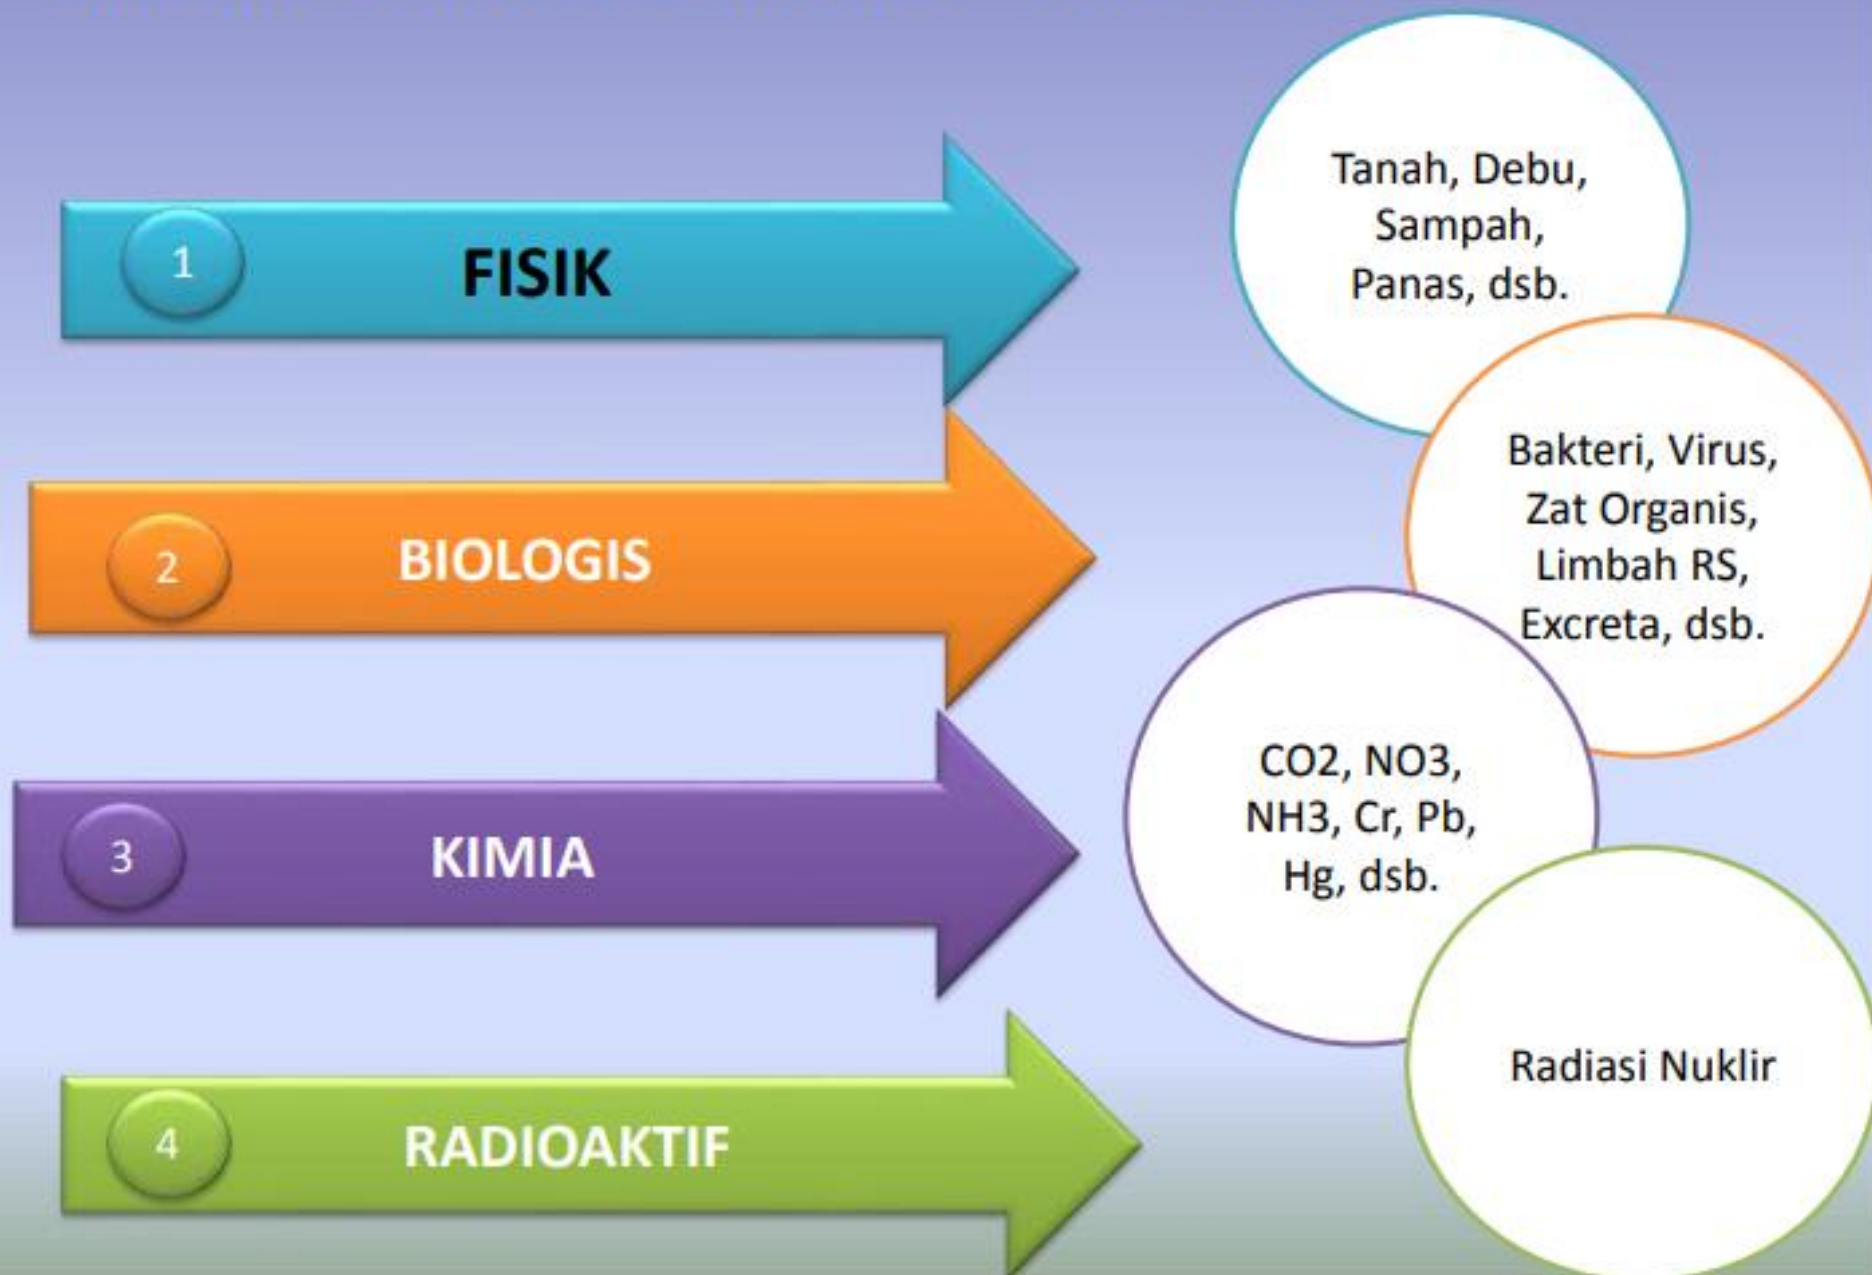 1
FISIK
Tanah, Debu,
Sampah,
Panas, dsb.
2
BIOLOGIS
Bakteri, Virus,
Zat Organis,
Limbah RS,
Excreta, dsb.
3
KIMIA
CO2, NO3,
NH3, Cr, Pb,
Hg, dsb.
4
RADIOAKTIF
Radiasi Nuklir